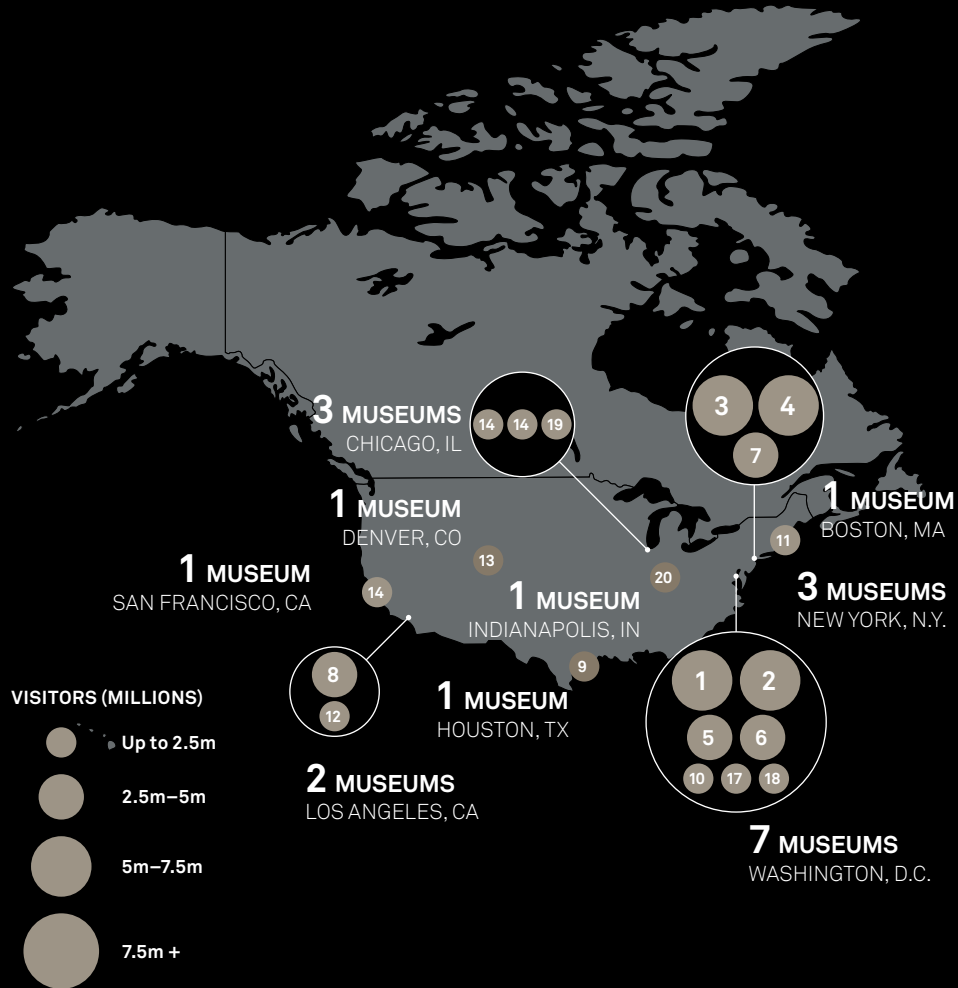 3 MUSEUMS
CHICAGO, IL
14 14 19
3 4
7
1 MUSEUM
DENVER, CO
13
1 MUSEUM
BOSTON, MA
11
1 MUSEUM
SAN FRANCISCO, CA
14
1 MUSEUM
INDIANAPOLIS, IN
20
3 MUSEUMS
NEW YORK, N.Y.
8
12
2 MUSEUMS
LOS ANGELES, CA
1 MUSEUM
HOUSTON, TX
9
1 2
5 6
10 17 18
7 MUSEUMS
WASHINGTON, D.C.
VISITORS (MILLIONS)
Up to 2.5m
2.5m–5m
5m–7.5m
7.5m +